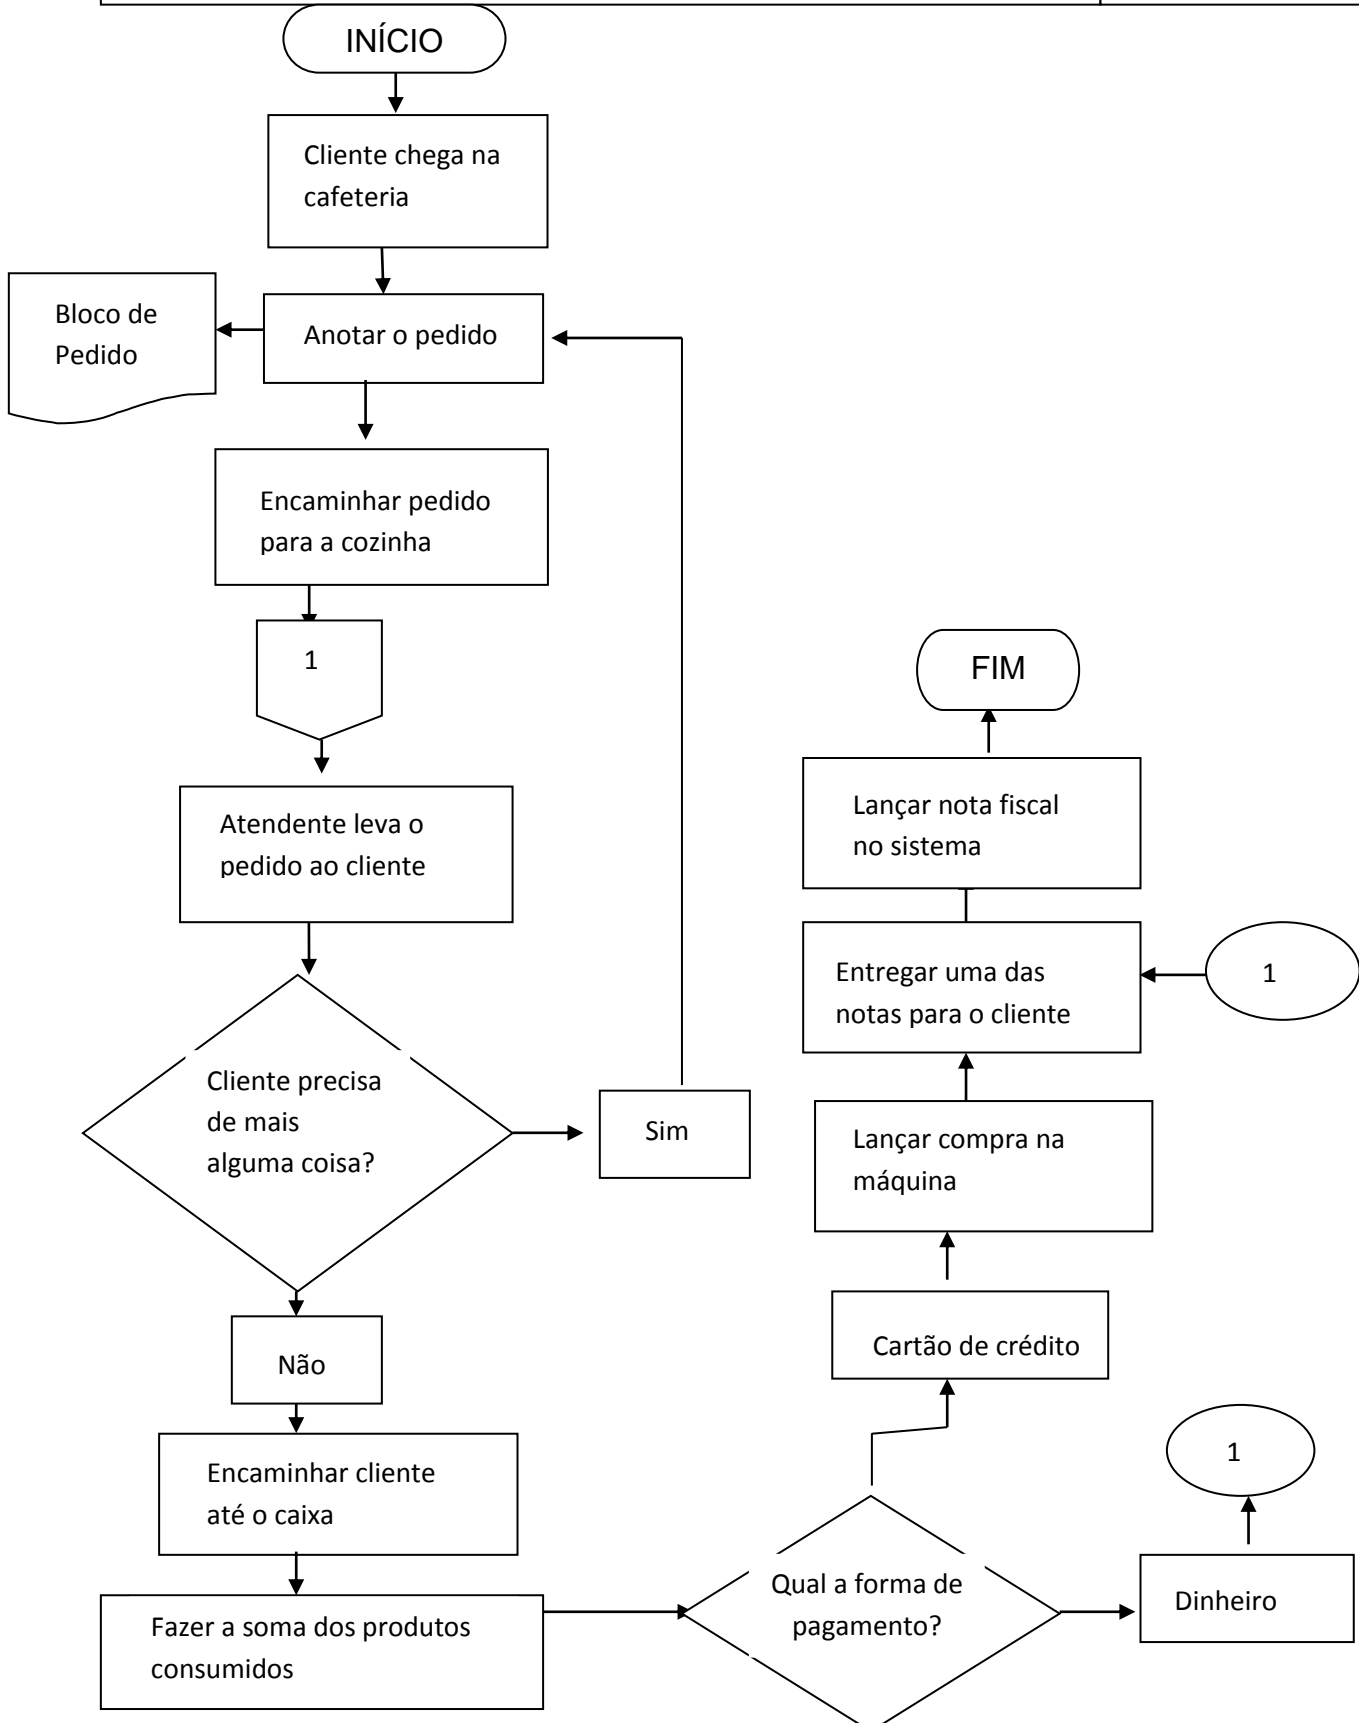 INÍCIO
Cliente chega na
cafeteria
Bloco de
Pedido
Anotar o pedido
Encaminhar pedido
para a cozinha
1
Atendente leva o
pedido ao cliente
Cliente precisa
de mais
alguma coisa?
Sim
Não
Encaminhar cliente
até o caixa
Fazer a soma dos produtos
consumidos
Qual a forma de
pagamento?
Dinheiro
1
Cartão de crédito
Lançar compra na
máquina
Entregar uma das
notas para o cliente
1
Lançar nota fiscal
no sistema
FIM